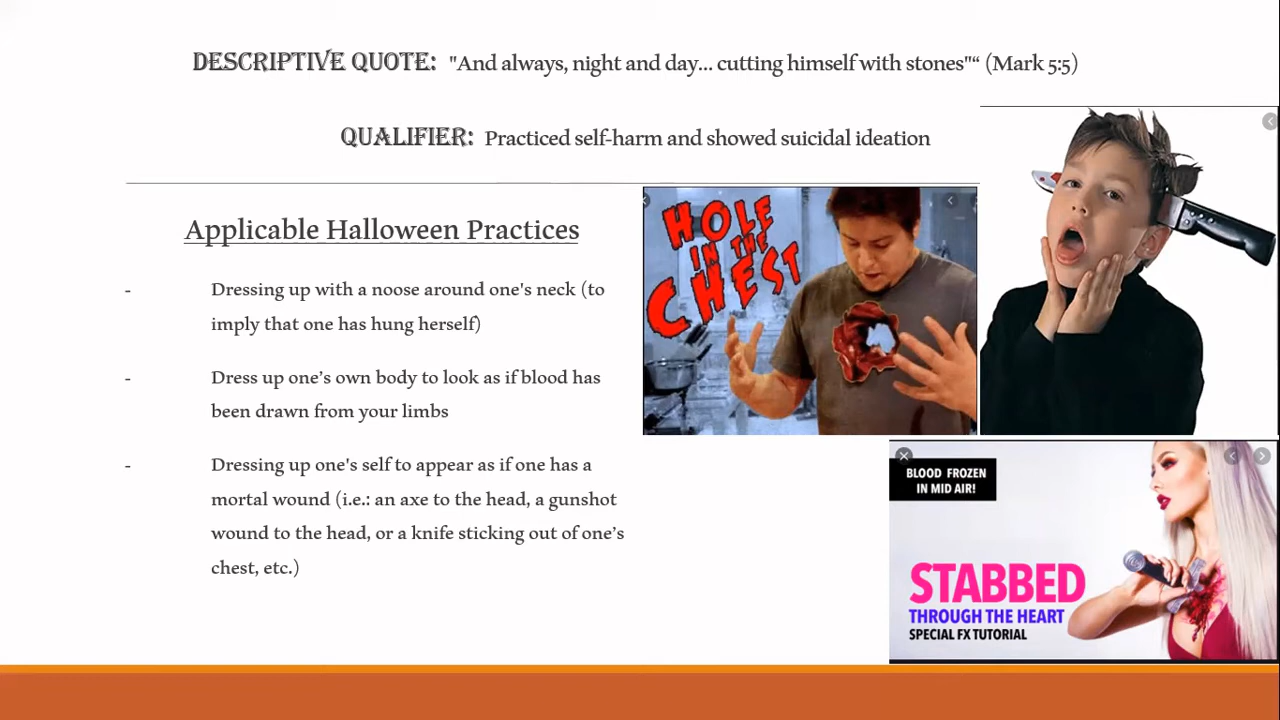 DESCRIPTIVE QUOTE: "And always, night and day... cutting himself with stones"“ (Mark 5:5)
QUALIFIER: Practiced self-harm and showed suicidal ideation
Applicable Halloween Practices
- Dressing up with a noose around one's neck (to
imply that one has hung herself)
- Dress up one’s own body to look as if blood has
been drawn from your limbs
- Dressing up one's self to appear as if one has a
mortal wound (i.e.: an axe to the head, a gunshot
wound to the head, or a knife sticking out of one’s
chest, etc.)
HOLE
IN THE
CHEST
BLOOD FROZEN
IN MID AIR!
STABBED
THROUGH THE HEART
SPECIAL FX TUTORIAL